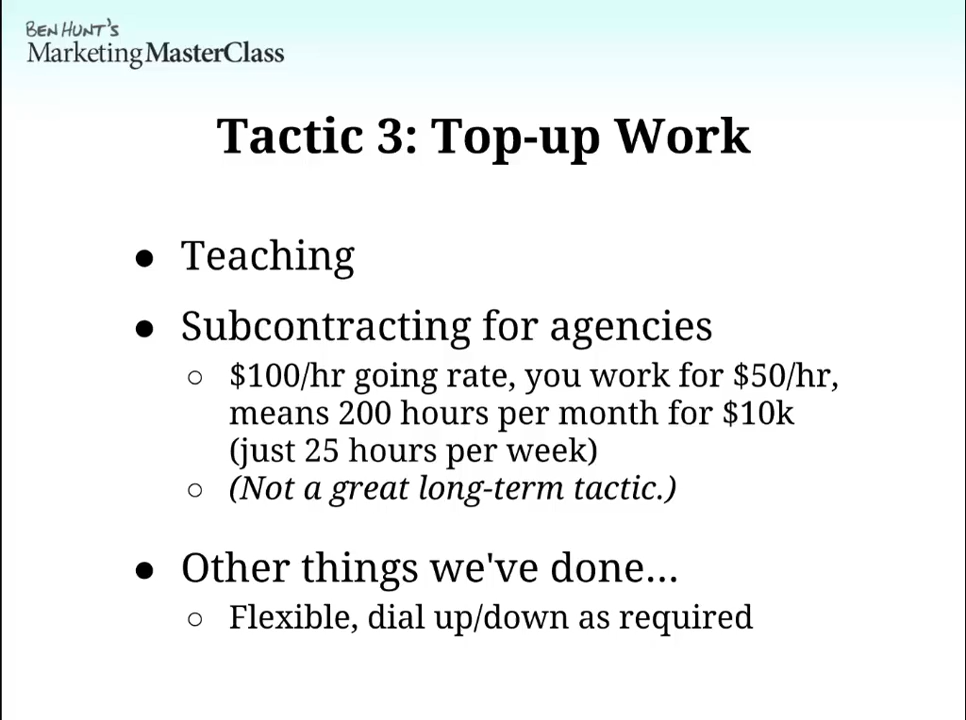 BEN HUNT'S
Marketing MasterClass
Tactic 3: Top-up Work
● Teaching
● Subcontracting for agencies
○ $100/hr going rate, you work for $50/hr,
means 200 hours per month for $10k
(just 25 hours per week)
○ (Not a great long-term tactic.)
● Other things we've done...
○ Flexible, dial up/down as required